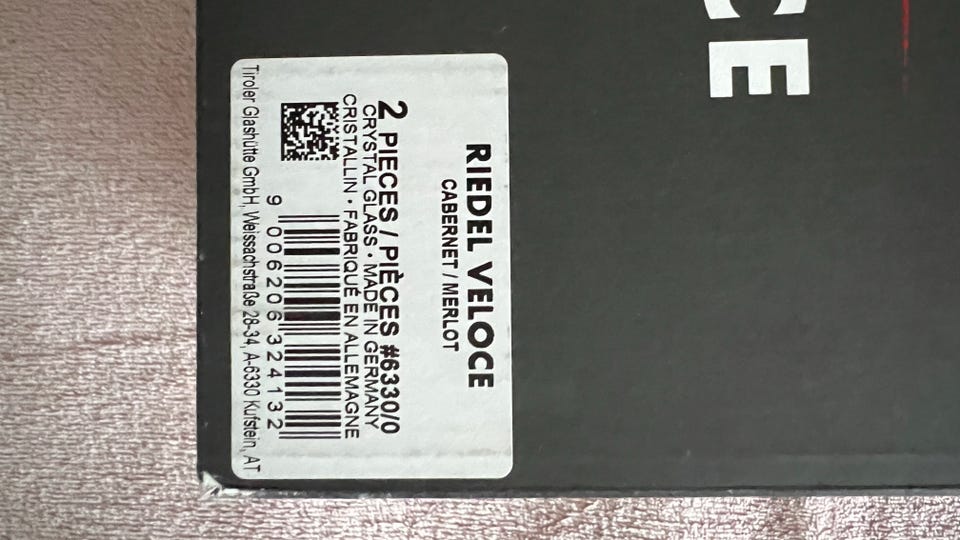 CE
RIEDEL VELOCE
CABERNET / MERLOT
2 PIECES / PIÈCES #6330/0
CRYSTAL GLASS • MADE IN GERMANY
CRISTALLIN • FABRIQUÉ EN ALLEMAGNE
9 006206 324132
Tiroler Glashütte GmbH, Weissachstraße 28-34, A-6330 Kufstein, AT